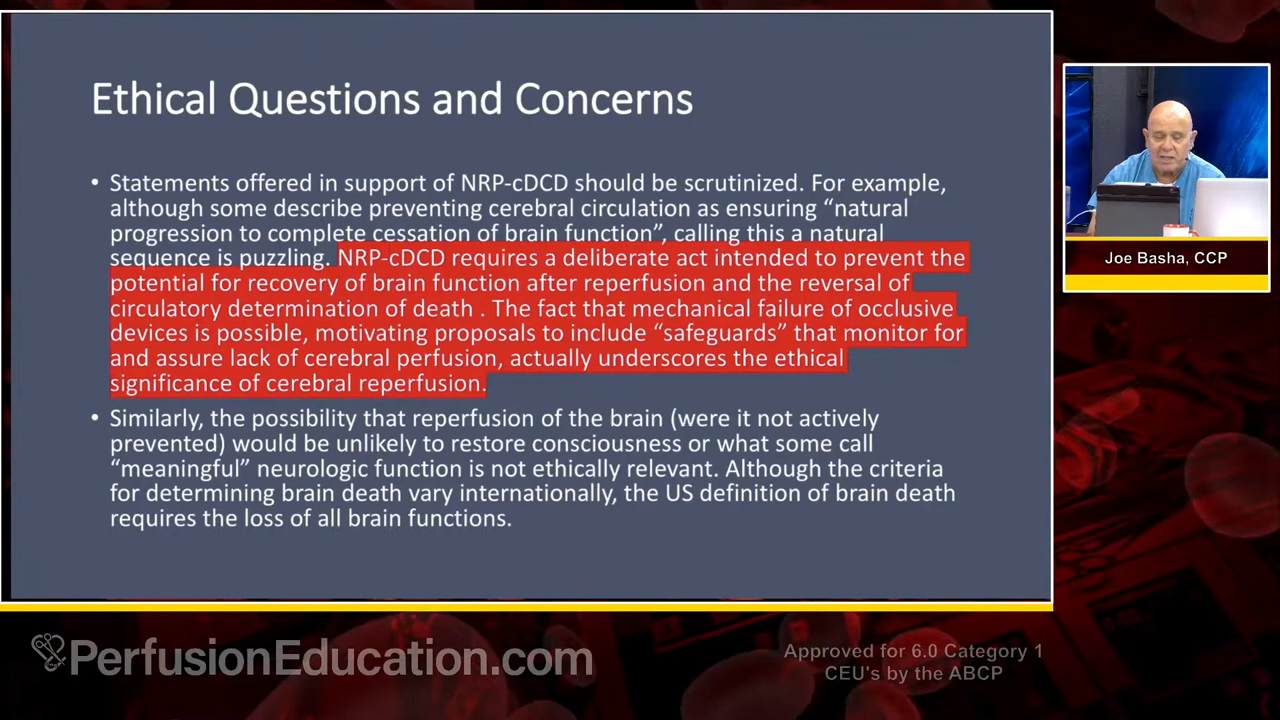 Ethical Questions and Concerns
• Statements offered in support of NRP-cDCD should be scrutinized. For example,
although some describe preventing cerebral circulation as ensuring “natural
progression to complete cessation of brain function”, calling this a natural
sequence is puzzling. NRP-cDCD requires a deliberate act intended to prevent the
potential for recovery of brain function after reperfusion and the reversal of
circulatory determination of death . The fact that mechanical failure of occlusive
devices is possible, motivating proposals to include “safeguards” that monitor for
and assure lack of cerebral perfusion, actually underscores the ethical
significance of cerebral reperfusion.
• Similarly, the possibility that reperfusion of the brain (were it not actively
prevented) would be unlikely to restore consciousness or what some call
“meaningful” neurologic function is not ethically relevant. Although the criteria
for determining brain death vary internationally, the US definition of brain death
requires the loss of all brain functions.
Joe Basha, CCP
PerfusionEducation.com
Approved for 6.0 Category 1
CEU's by the ABCP